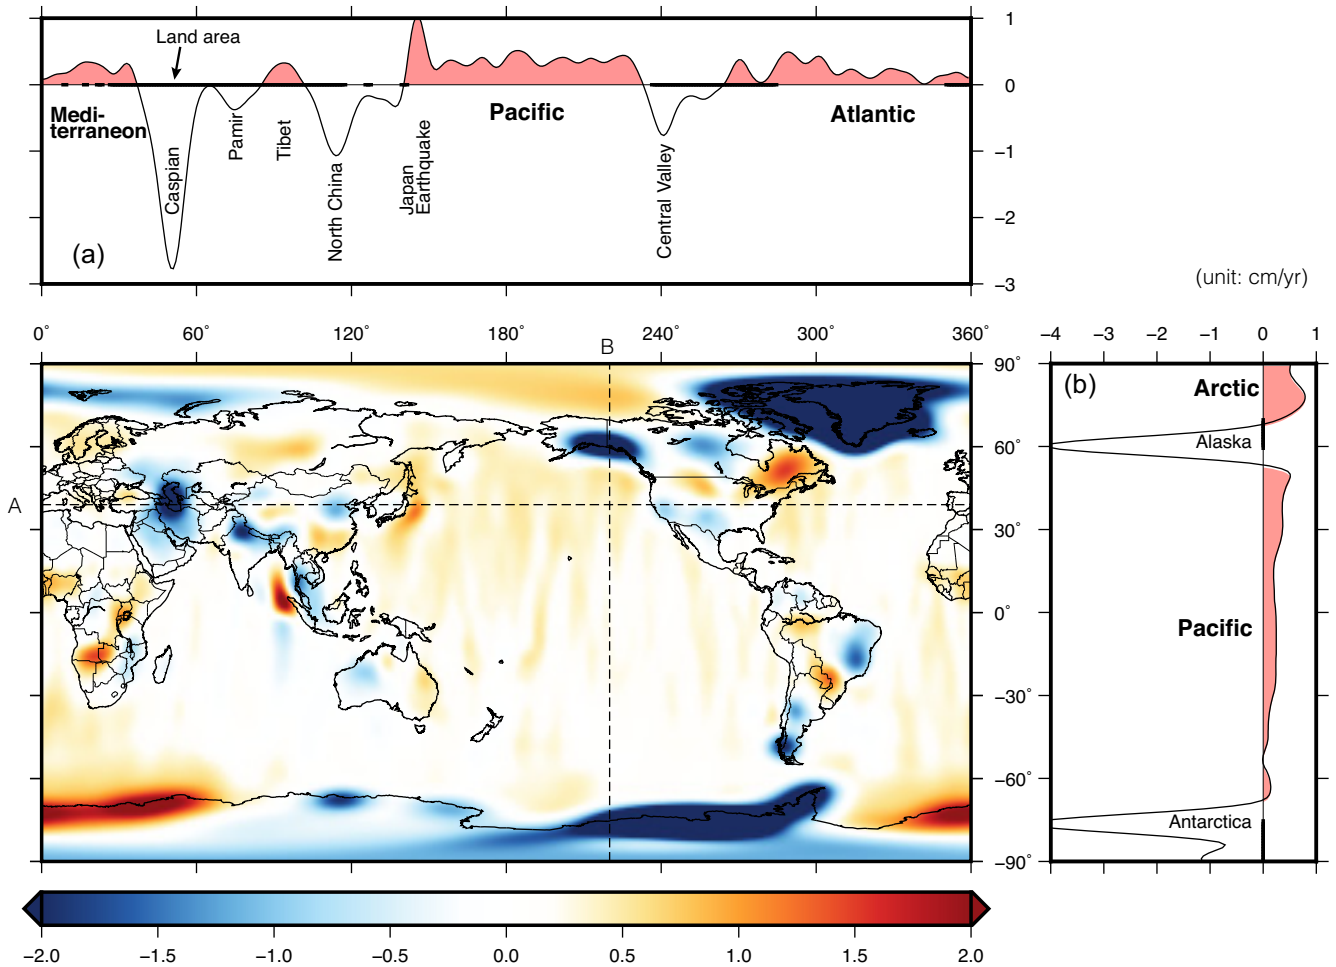 Land area
1
0
−1
−2
−3
Medi-
terraneon
Caspian
Pamir
Tibet
North China
Japan
Earthquake
Pacific
Central Valley
Atlantic
(a)
(unit: cm/yr)
0˚ 60˚ 120˚ 180˚ 240˚ 300˚ 360˚
B
A
90˚
60˚
30˚
0˚
−30˚
−60˚
−90˚
−4 −3 −2 −1 0 1
(b)
Arctic
Alaska
Pacific
Antarctica
−2.0 −1.5 −1.0 −0.5 0.0 0.5 1.0 1.5 2.0